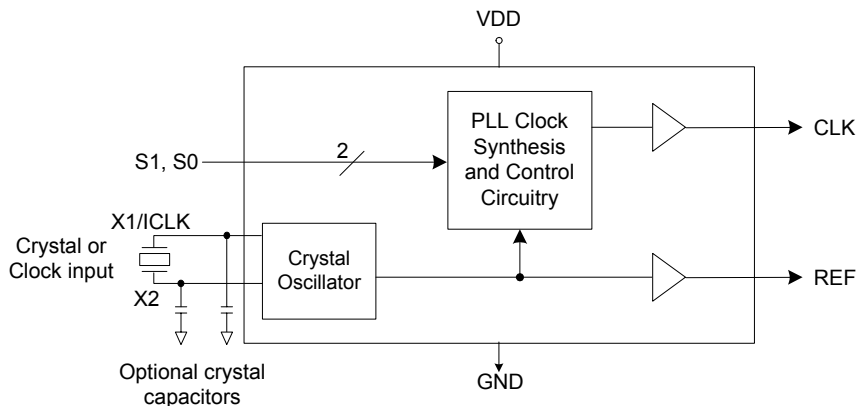 VDD
PLL Clock
Synthesis
and Control
Circuitry
CLK
S1, S0
2
X1/ICLK
Crystal or
Clock input
X2
Crystal
Oscillator
REF
Optional crystal
capacitors
GND